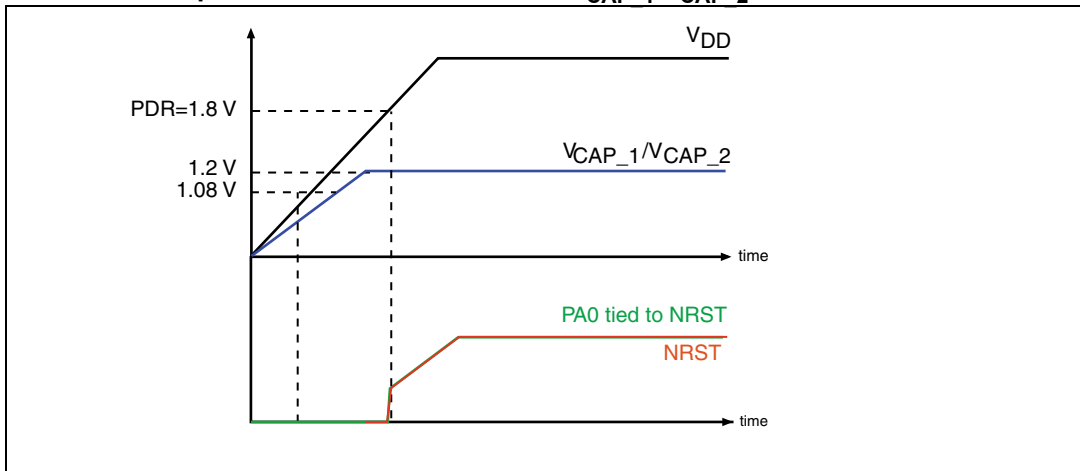 VDD
PDR=1.8 V
VCAP_1/VCAP_2
1.2 V
1.08 V
time
PA0 tied to NRST
NRST
time